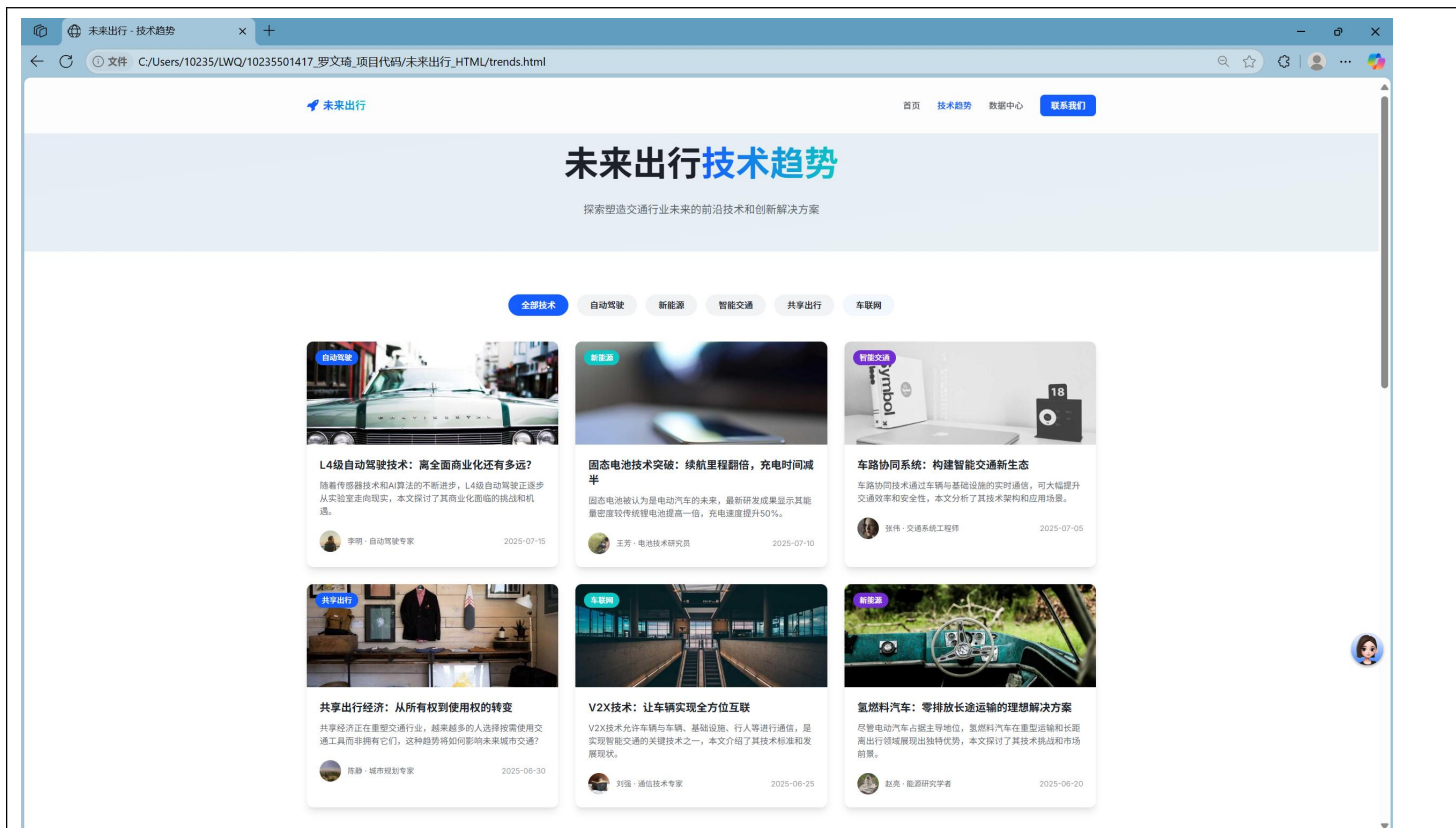 未来出行 - 技术趋势
文件 C:/Users/10235/LWQ/10235501417_罗文琦_项目代码/未来出行_HTML/trends.html
未来出行
首页 技术趋势 数据中心 联系我们
未来出行技术趋势
探索塑造交通行业未来的前沿技术和创新解决方案
全部技术 自动驾驶 新能源 智能交通 共享出行 车联网
自动驾驶
L4级自动驾驶技术：离全面商业化还有多远？
随着传感器技术和AI算法的不断进步，L4级自动驾驶正逐步
从实验室走向现实，本文探讨了其商业化面临的挑战和机
遇。
李明 · 自动驾驶专家 2025-07-15
新能源
固态电池技术突破：续航里程翻倍，充电时间减
半
固态电池被认为是电动汽车的未来，最新研发成果显示其能
量密度较传统锂电池提高一倍，充电速度提升50%。
王芳 · 电池技术研究员 2025-07-10
智能交通
Symbol
18
车路协同系统：构建智能交通新生态
车路协同技术通过车辆与基础设施的实时通信，可大幅提升
交通效率和安全性，本文分析了其技术架构和应用场景。
张伟 · 交通系统工程师 2025-07-05
共享出行
共享出行经济：从所有权到使用权的转变
共享经济正在重塑交通行业，越来越多的人选择按需使用交
通工具而非拥有它们，这种趋势将如何影响未来城市交通？
陈静 · 城市规划专家 2025-06-30
车联网
V2X技术：让车辆实现全方位互联
V2X技术允许车辆与车辆、基础设施、行人等进行通信，是
实现智能交通的关键技术之一，本文介绍了其技术标准和发
展现状。
刘强 · 通信技术专家 2025-06-25
新能源
氢燃料汽车：零排放长途运输的理想解决方案
尽管电动汽车占据主导地位，氢燃料汽车在重型运输和长距
离出行领域展现出独特优势，本文探讨了其技术挑战和市场
前景。
赵亮 · 能源研究学者 2025-06-20